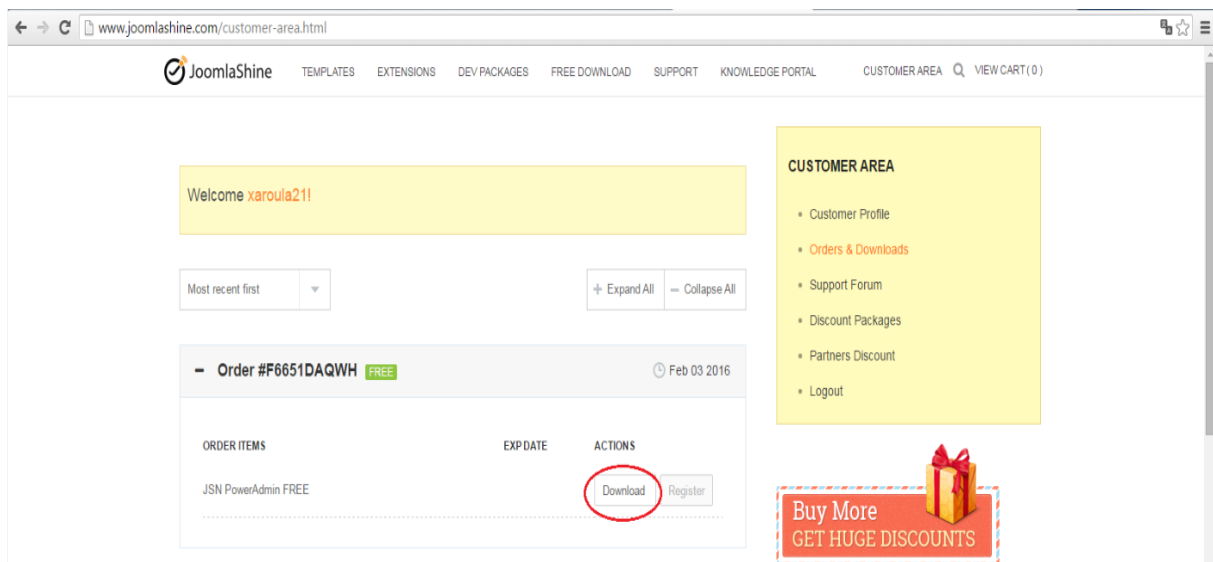 www.joomlashine.com/customer-area.html
JoomlaShine TEMPLATES EXTENSIONS DEV PACKAGES FREE DOWNLOAD SUPPORT KNOWLEDGE PORTAL CUSTOMER AREA VIEW CART ( 0 )
Welcome xaroula21!
Most recent first
+ Expand All
− Collapse All
− Order #F6651DAQWH FREE
Feb 03 2016
ORDER ITEMS EXP DATE ACTIONS
JSN PowerAdmin FREE Download Register
CUSTOMER AREA
Customer Profile
Orders & Downloads
Support Forum
Discount Packages
Partners Discount
Logout
Buy More
GET HUGE DISCOUNTS